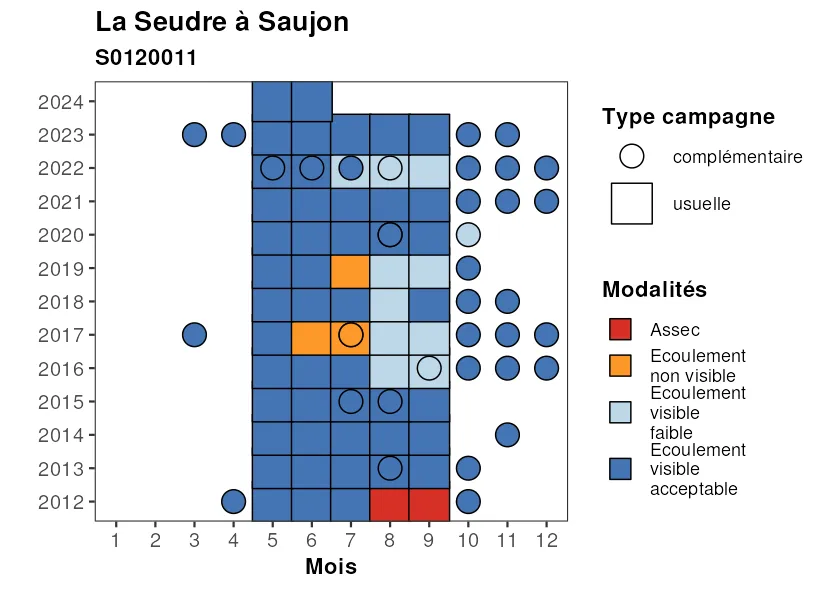 La Seudre à Saujon
S0120011
2024
2023
2022
2021
2020
2019
2018
2017
2016
2015
2014
2013
2012
1 2 3 4 5 6 7 8 9 10 11 12
Mois
Type campagne
complémentaire
usuelle
Modalités
Assec
Ecoulement
non visible
Ecoulement
visible
faible
Ecoulement
visible
acceptable